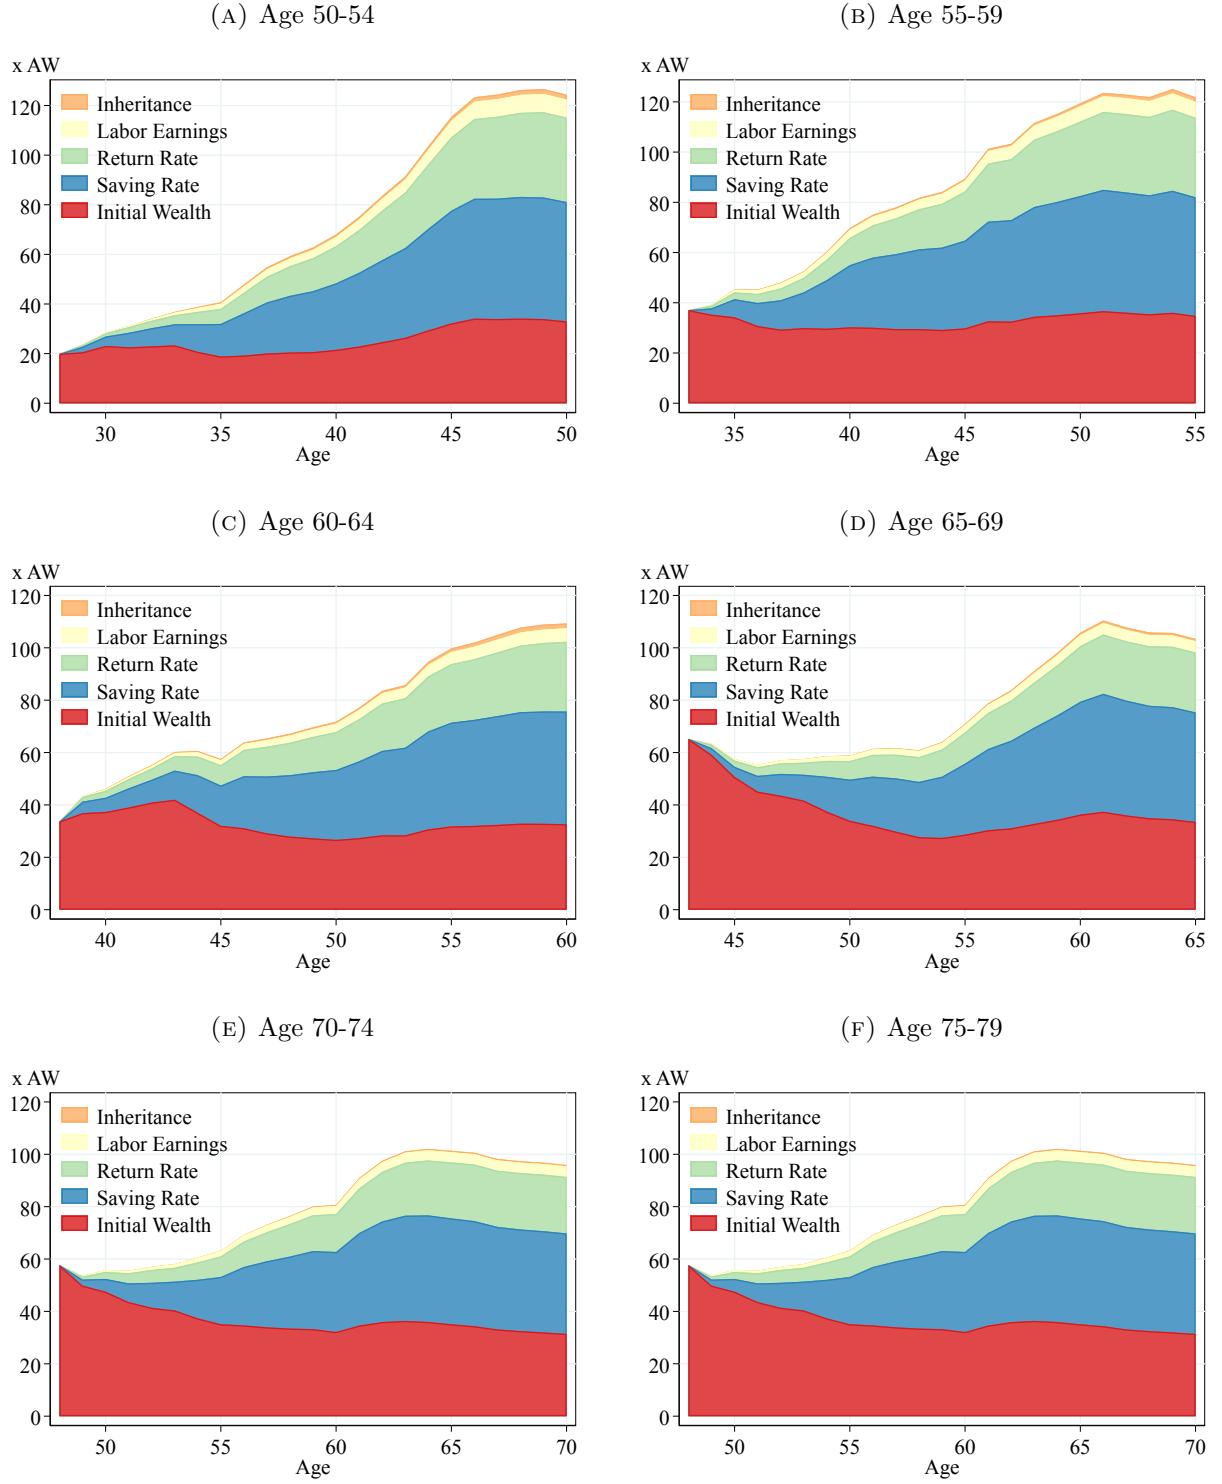 (A) Age 50-54
x AW
120
100
80
60
40
20
0
Inheritance
Labor Earnings
Return Rate
Saving Rate
Initial Wealth
30 35 40 45 50
Age
(B) Age 55-59
x AW
120
100
80
60
40
20
0
Inheritance
Labor Earnings
Return Rate
Saving Rate
Initial Wealth
35 40 45 50 55
Age
(C) Age 60-64
x AW
120
100
80
60
40
20
0
Inheritance
Labor Earnings
Return Rate
Saving Rate
Initial Wealth
40 45 50 55 60
Age
(D) Age 65-69
x AW
120
100
80
60
40
20
0
Inheritance
Labor Earnings
Return Rate
Saving Rate
Initial Wealth
45 50 55 60 65
Age
(E) Age 70-74
x AW
120
100
80
60
40
20
0
Inheritance
Labor Earnings
Return Rate
Saving Rate
Initial Wealth
50 55 60 65 70
Age
(F) Age 75-79
x AW
120
100
80
60
40
20
0
Inheritance
Labor Earnings
Return Rate
Saving Rate
Initial Wealth
50 55 60 65 70
Age